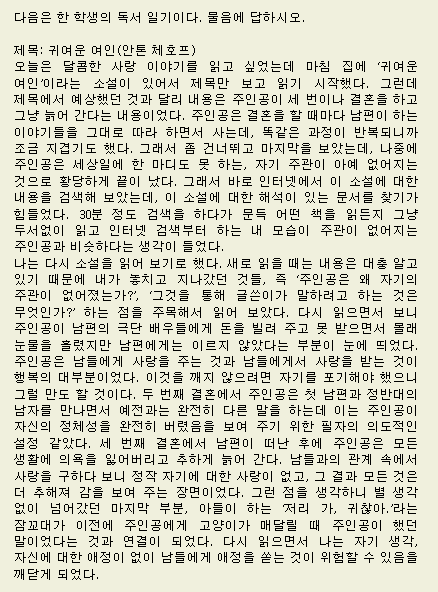 다음은 한 학생의 독서 일기이다. 물음에 답하시오.
제목: 귀여운 여인(안톤 체호프)
오늘은 달콤한 사랑 이야기를 읽고 싶었는데 마침 집에 '귀여운
여인'이라는 소설이 있어서 제목만 보고 읽기 시작했다. 그런데
제목에서 예상했던 것과 달리 내용은 주인공이 세 번이나 결혼을 하고
그냥 늙어 간다는 내용이었다. 주인공은 결혼을 할 때마다 남편이 하는
이야기들을 그대로 따라 하면서 사는데, 똑같은 과정이 반복되니까
조금 지겹기도 했다. 그래서 좀 건너뛰고 마지막을 보았는데, 나중에
주인공은 세상일에 한 마디도 못 하는, 자기 주관이 아예 없어지는
것으로 황당하게 끝이 났다. 그래서 바로 인터넷에서 이 소설에 대한
내용을 검색해 보았는데, 이 소설에 대한 해석이 있는 문서를 찾기가
힘들었다. 30분 정도 검색을 하다가 문득 어떤 책을 읽든지 그냥
두서없이 읽고 인터넷 검색부터 하는 내 모습이 주관이 없어지는
주인공과 비슷하다는 생각이 들었다.
나는 다시 소설을 읽어 보기로 했다. 새로 읽을 때는 내용은 대충 알고
있기 때문에 내가 놓치고 지나갔던 것들, 즉 '주인공은 왜 자기의
주관이 없어졌는가?', '그것을 통해 글쓴이가 말하려고 하는 것은
무엇인가?' 하는 점을 주목해서 읽어 보았다. 다시 읽으면서 보니
주인공이 남편의 극단 배우들에게 돈을 빌려 주고 못 받으면서 몰래
눈물을 흘렸지만 남편에게는 이르지 않았다는 부분이 눈에 띄었다.
주인공은 남들에게 사랑을 주는 것과 남들에게서 사랑을 받는 것이
행복의 대부분이었다. 이것을 깨지 않으려면 자기를 포기해야 했으니
그럴 만도 할 것이다. 두 번째 결혼에서 주인공은 첫 남편과 정반대의
남자를 만나면서 예전과는 완전히 다른 말을 하는데 이는 주인공이
자신의 정체성을 완전히 버렸음을 보여 주기 위한 필자의 의도적인
설정 같았다. 세 번째 결혼에서 남편이 떠난 후에 주인공은 모든
생활에 의욕을 잃어버리고 추하게 늙어 간다. 남들과의 관계 속에서
사랑을 구하다 보니 정작 자기에 대한 사랑이 없고, 그 결과 모든 것은
더 추해져 감을 보여 주는 장면이었다. 그런 점을 생각하니 별 생각
없이 넘어갔던 마지막 부분, 아들이 하는 '저리 가, 귀찮아.'라는
잠꼬대가 이전에 주인공에게 고양이가 매달릴 때 주인공이 했던
말이었다는 것과 연결이 되었다. 다시 읽으면서 나는 자기 생각,
자신에 대한 애정이 없이 남들에게 애정을 쏟는 것이 위험할 수 있음을
깨닫게 되었다.